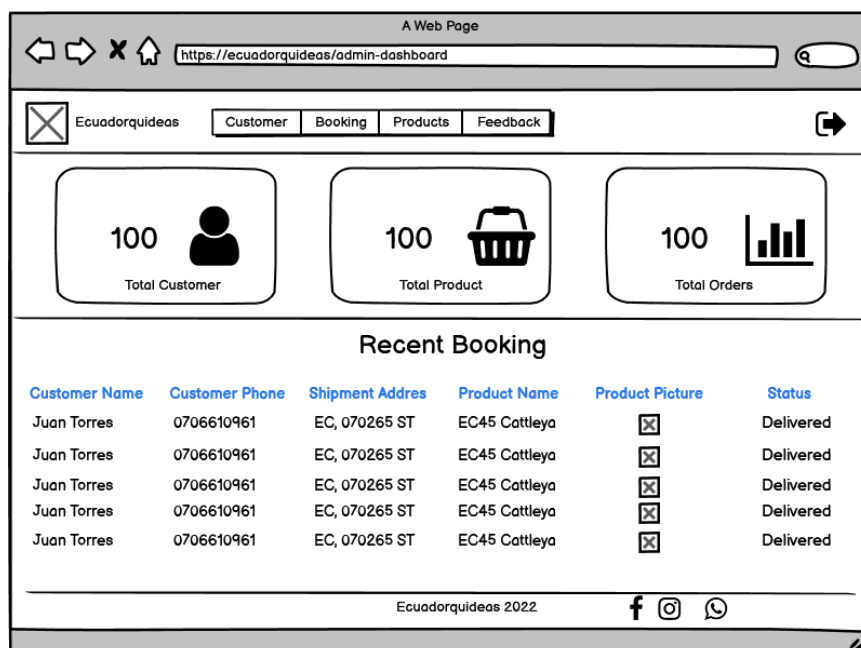 A Web Page
https://ecuadorquideas/admin-dashboard
Ecuadorquideas Customer Booking Products Feedback
100 100 100
Total Customer Total Product Total Orders
Recent Booking
Customer Name Customer Phone Shipment Addres Product Name Product Picture Status
Juan Torres 0706610961 EC, 070265 ST EC45 Cattleya Delivered
Juan Torres 0706610961 EC, 070265 ST EC45 Cattleya Delivered
Juan Torres 0706610961 EC, 070265 ST EC45 Cattleya Delivered
Juan Torres 0706610961 EC, 070265 ST EC45 Cattleya Delivered
Juan Torres 0706610961 EC, 070265 ST EC45 Cattleya Delivered
Ecuadorquideas 2022